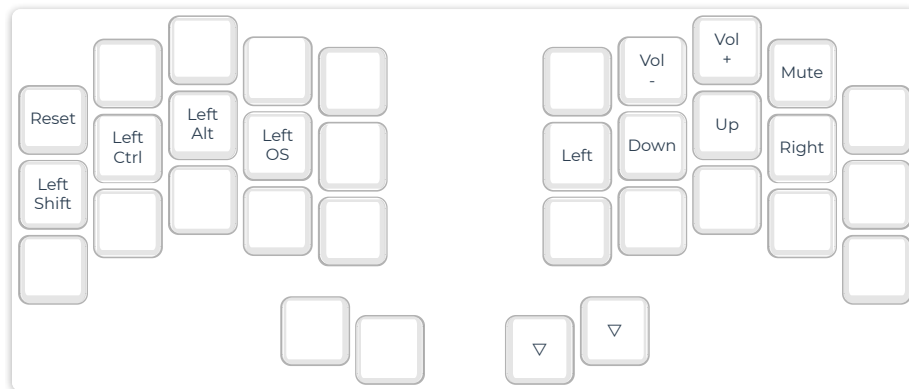 Vol
+
Vol
-
Mute
Reset
Left
Alt
Up
Left
Ctrl
Left
OS
Left
Down
Right
Left
Shift
▽
▽